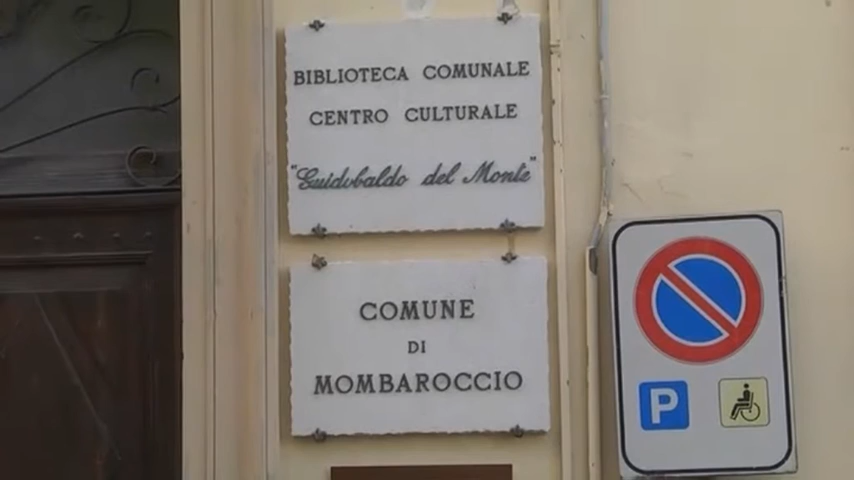 BIBLIOTECA COMUNALE
CENTRO CULTURALE
"Guidobaldo del Monte"
COMUNE
DI
MOMBAROCCIO
P